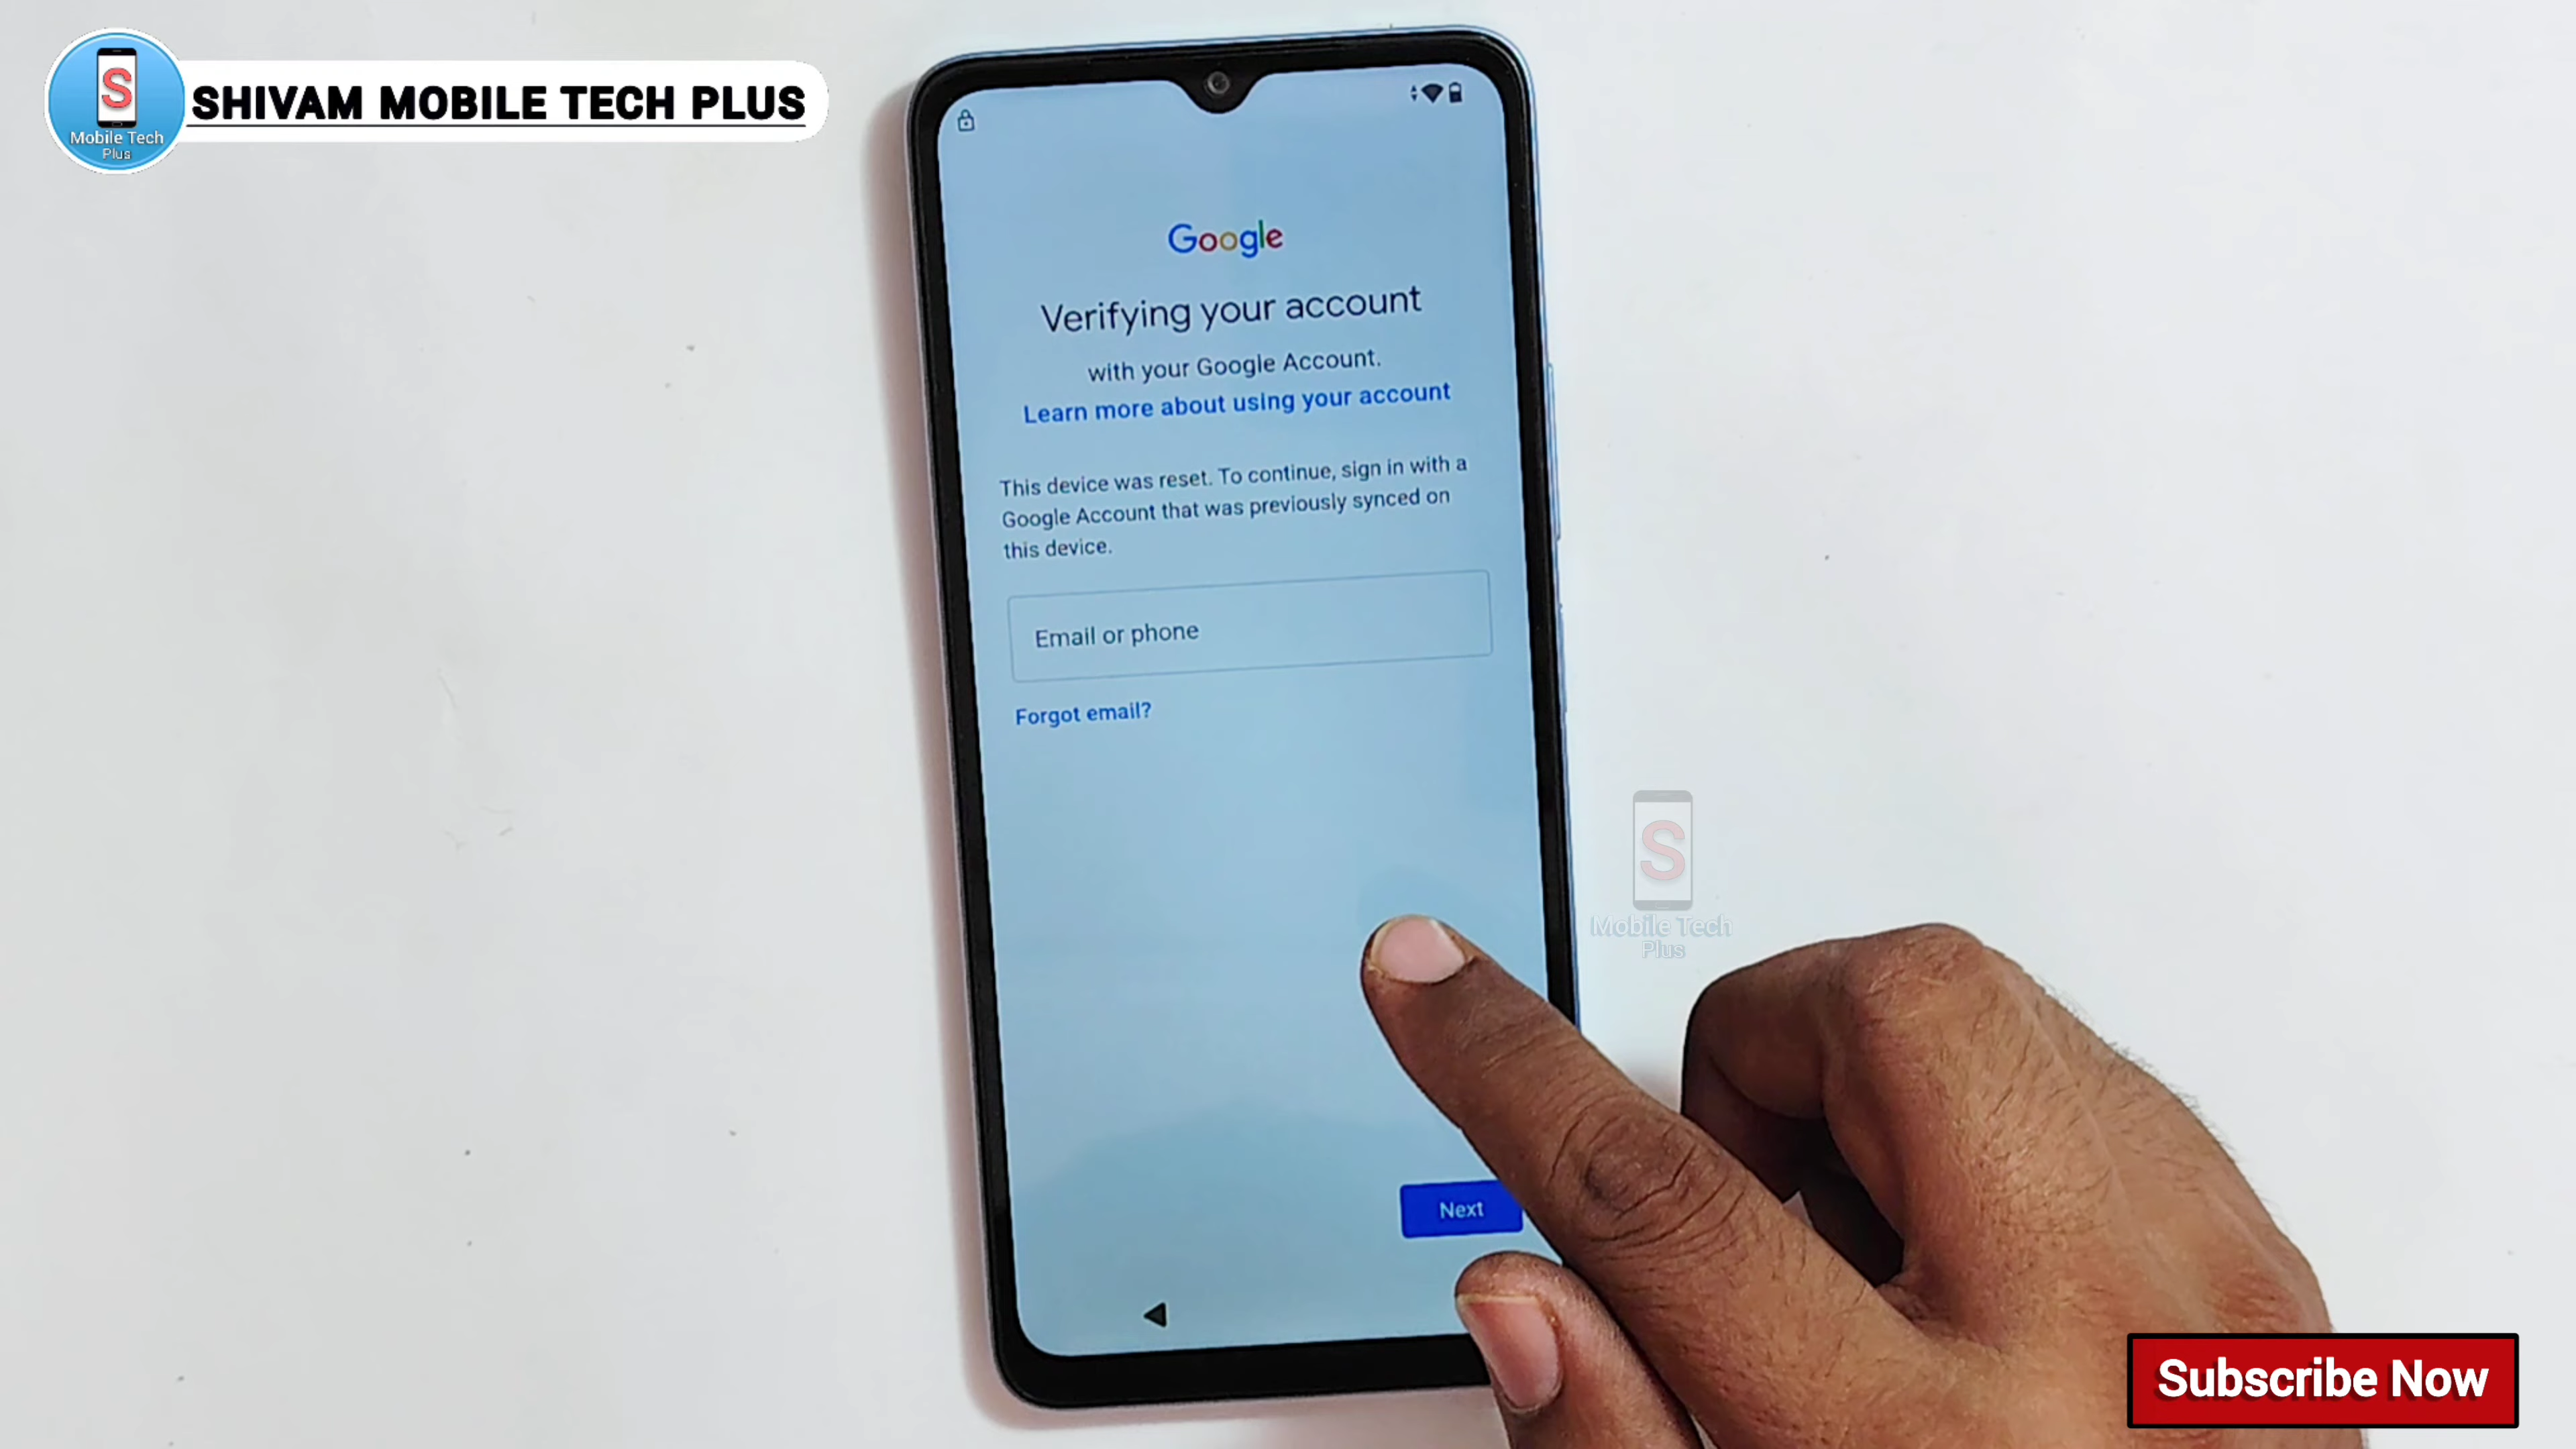 S
Mobile Tech
Plus
SHIVAM MOBILE TECH PLUS
Google
Verifying your account
with your Google Account.
Learn more about using your account
This device was reset. To continue, sign in with a
Google Account that was previously synced on
this device.
Email or phone
Forgot email?
S
Mobile Tech
Plus
Next
Subscribe Now